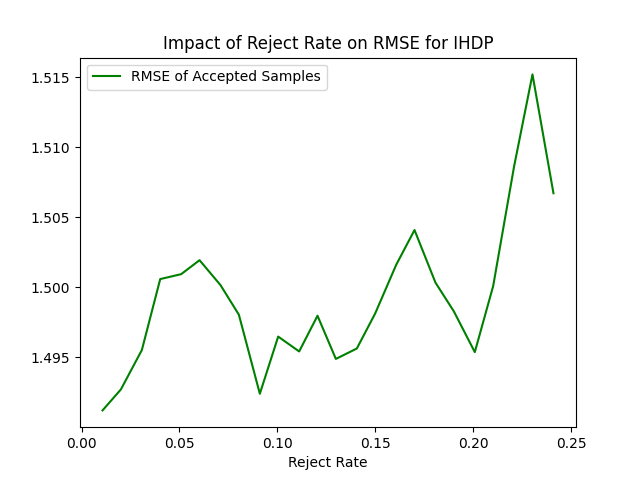 Impact of Reject Rate on RMSE for IHDP
RMSE of Accepted Samples
1.515
1.510
1.505
1.500
1.495
0.00 0.05 0.10 0.15 0.20 0.25
Reject Rate